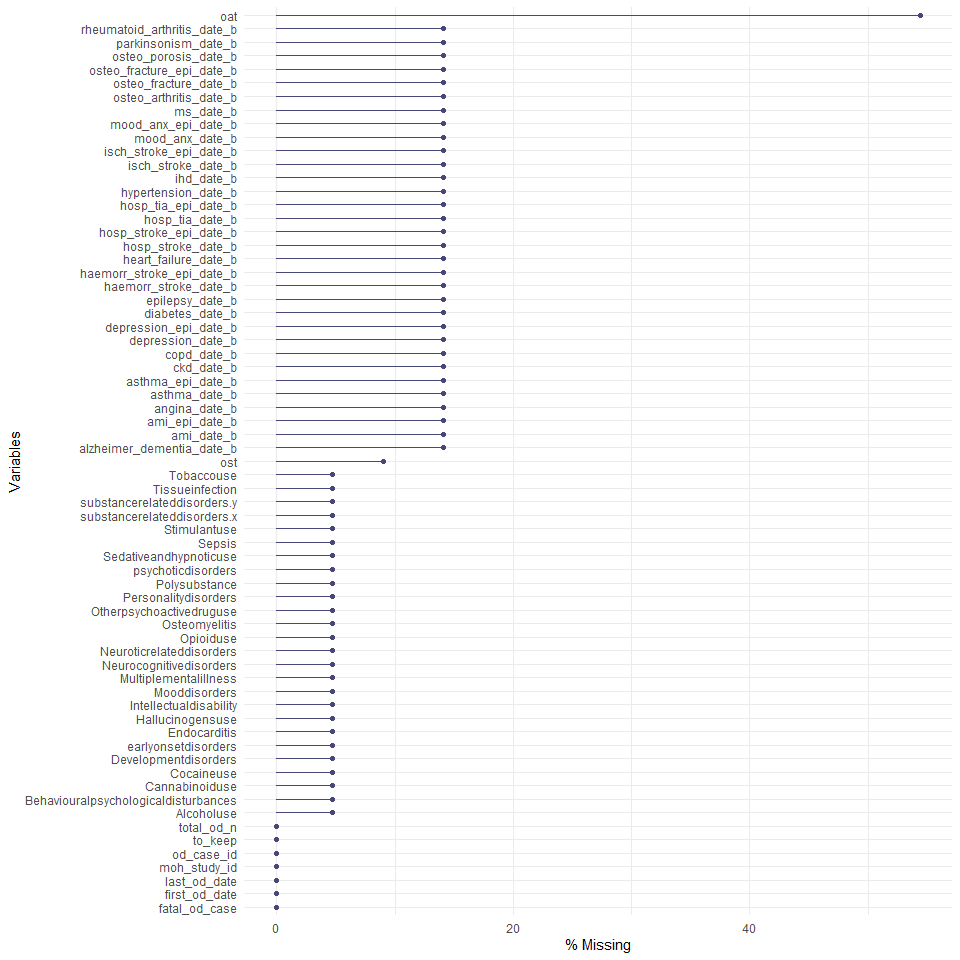 oat
rheumatoid_arthritis_date_b
parkinsonism_date_b
osteo_porosis_date_b
osteo_fracture_epi_date_b
osteo_fracture_date_b
osteo_arthritis_date_b
ms_date_b
mood_anx_epi_date_b
mood_anx_date_b
isch_stroke_epi_date_b
isch_stroke_date_b
ihd_date_b
hypertension_date_b
hosp_tia_epi_date_b
hosp_tia_date_b
hosp_stroke_epi_date_b
hosp_stroke_date_b
heart_failure_date_b
haemorr_stroke_epi_date_b
haemorr_stroke_date_b
epilepsy_date_b
diabetes_date_b
depression_epi_date_b
depression_date_b
copd_date_b
ckd_date_b
asthma_epi_date_b
asthma_date_b
angina_date_b
ami_epi_date_b
ami_date_b
alzheimer_dementia_date_b
ost
Tobaccouse
Tissueinfection
substancerelateddisorders.y
substancerelateddisorders.x
Stimulantuse
Sepsis
Sedativeandhypnoticuse
psychoticdisorders
Polysubstance
Personalitydisorders
Otherpsychoactivedruguse
Osteomyelitis
Opioiduse
Neuroticrelateddisorders
Neurocognitivedisorders
Multiplementalillness
Mooddisorders
Intellectualdisability
Hallucinogensuse
Endocarditis
earlyonsetdisorders
Developmentdisorders
Cocaineuse
Cannabinoiduse
Behaviouralpsychologicaldisturbances
Alcoholuse
total_od_n
to_keep
od_case_id
moh_study_id
last_od_date
first_od_date
fatal_od_case
Variables
0 20 40
% Missing